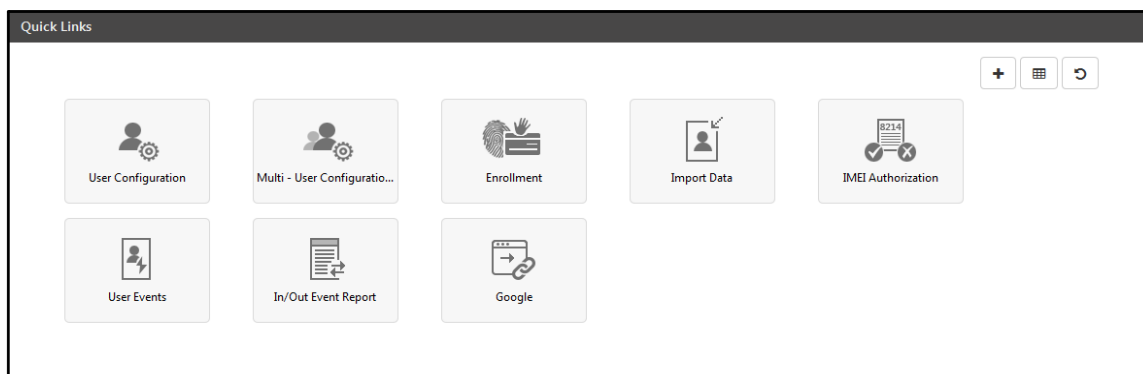 Quick Links
User Configuration
Multi - User Configuratio...
Enrollment
8214
Import Data
IMEI Authorization
User Events
In/Out Event Report
Google